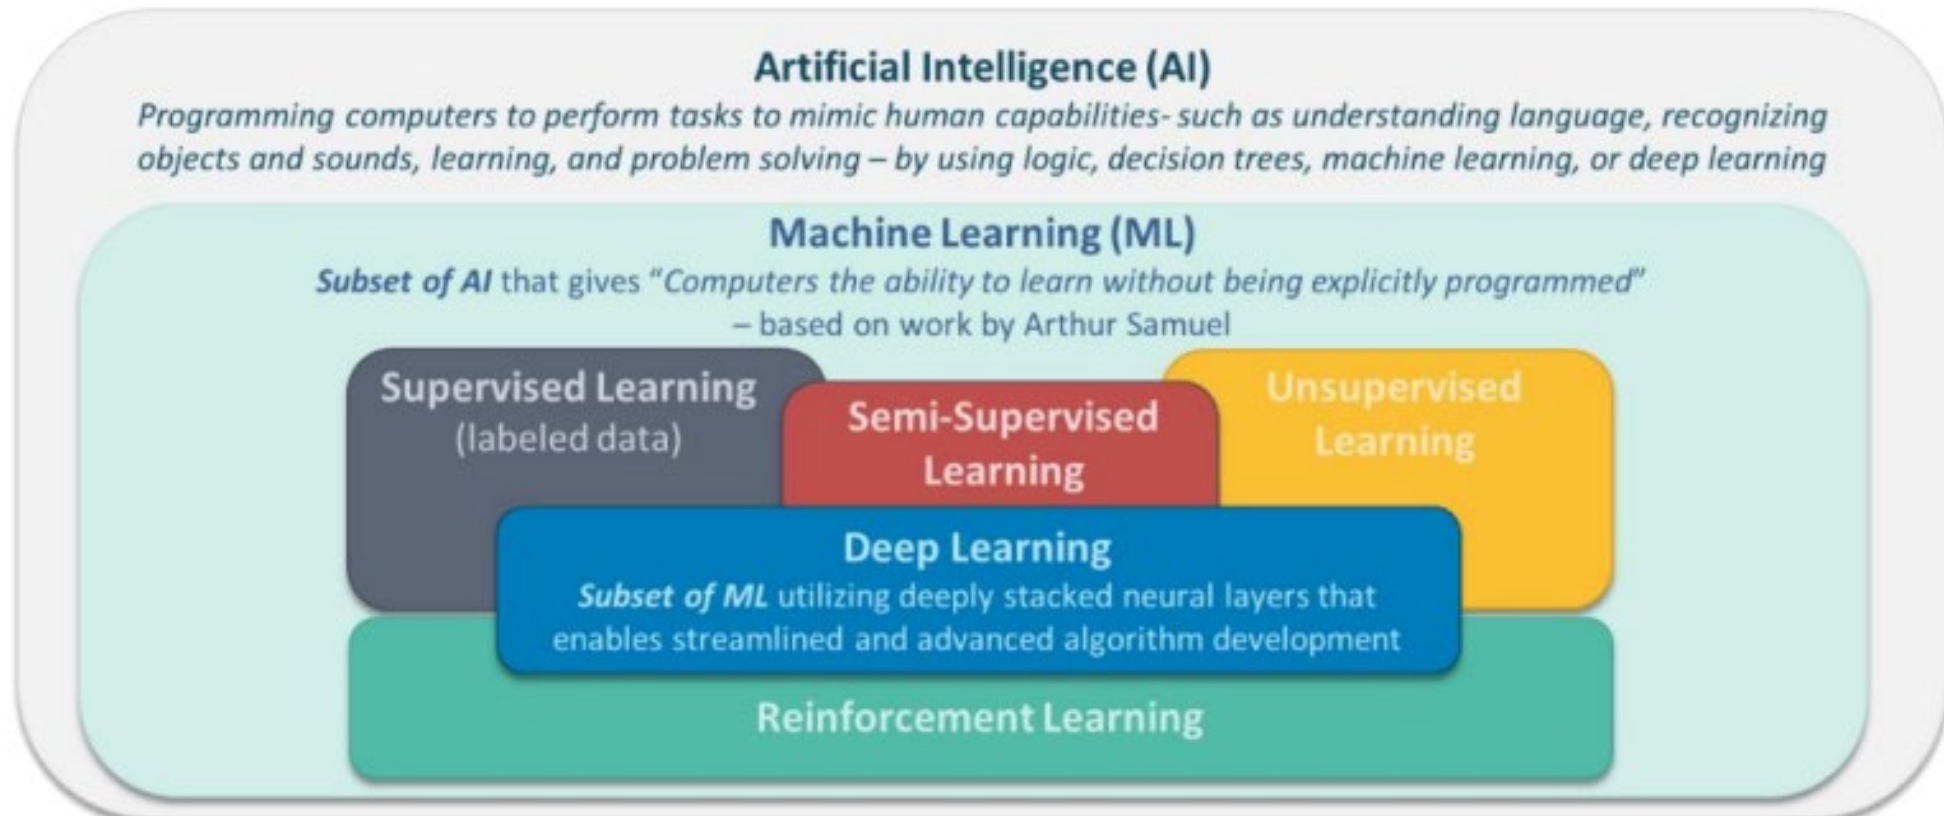 Artificial Intelligence (AI)
Programming computers to perform tasks to mimic human capabilities- such as understanding language, recognizing
objects and sounds, learning, and problem solving – by using logic, decision trees, machine learning, or deep learning
Machine Learning (ML)
Subset of AI that gives “Computers the ability to learn without being explicitly programmed”
– based on work by Arthur Samuel
Supervised Learning
(labeled data)
Semi-Supervised
Learning
Unsupervised
Learning
Deep Learning
Subset of ML utilizing deeply stacked neural layers that
enables streamlined and advanced algorithm development
Reinforcement Learning